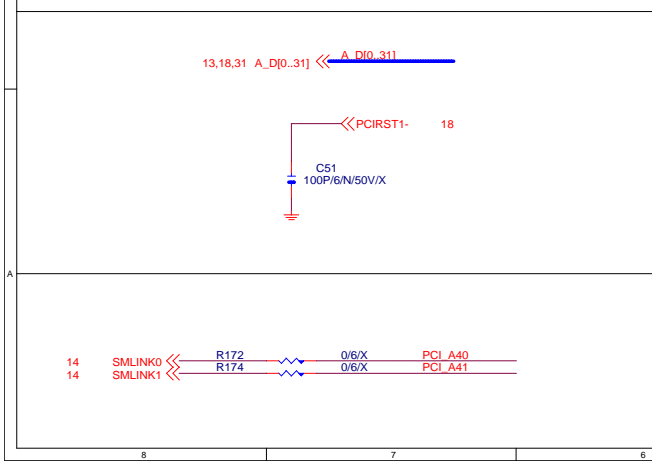 13,18,31 A_D[0..31] A_D[0..31]
PCIRST1- 18
C51
100P/6/N/50V/X
A
14 SMLINK0 R172 0/6/X PCI_A40
14 SMLINK1 R174 0/6/X PCI_A41
8 7 6